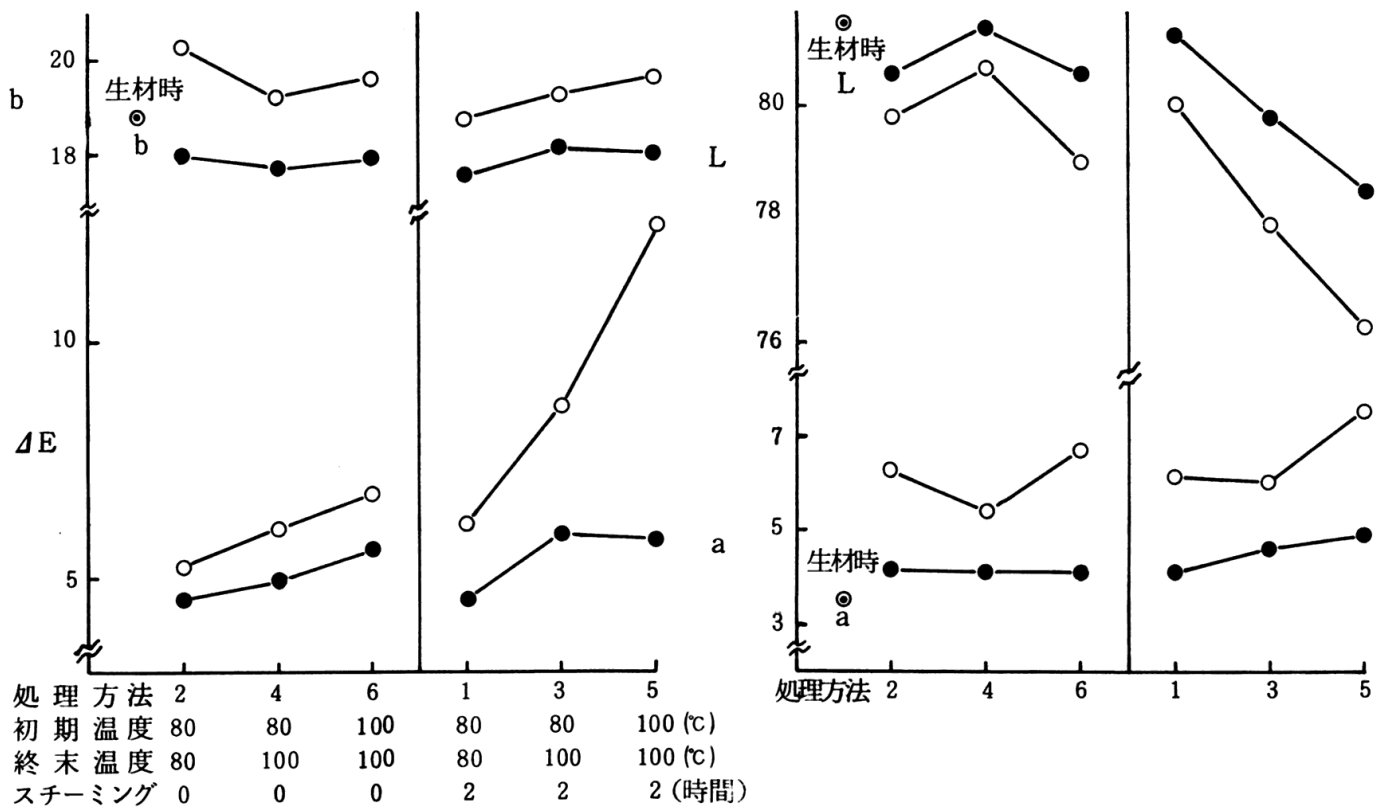 20
b
生材時
b
18
10
ΔE
5
処理方法 2 4 6 1 3 5
初期温度 80 80 100 80 80 100 (℃)
終末温度 80 100 100 80 100 100 (℃)
スチーミング 0 0 0 2 2 2 (時間)
生材時
L
80
L
78
76
7
5
a
生材時
a
3
処理方法 2 4 6 1 3 5